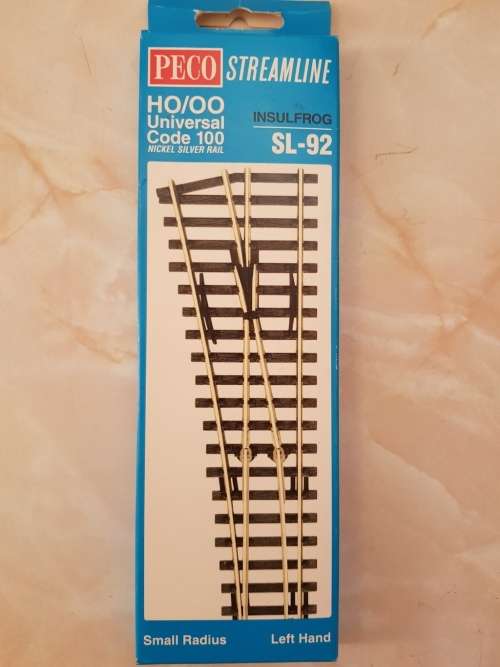 PECO STREAMLINE
HO/OO
Universal
Code 100
NICKEL SILVER RAIL
INSULFROG
SL-92
Small Radius
Left Hand